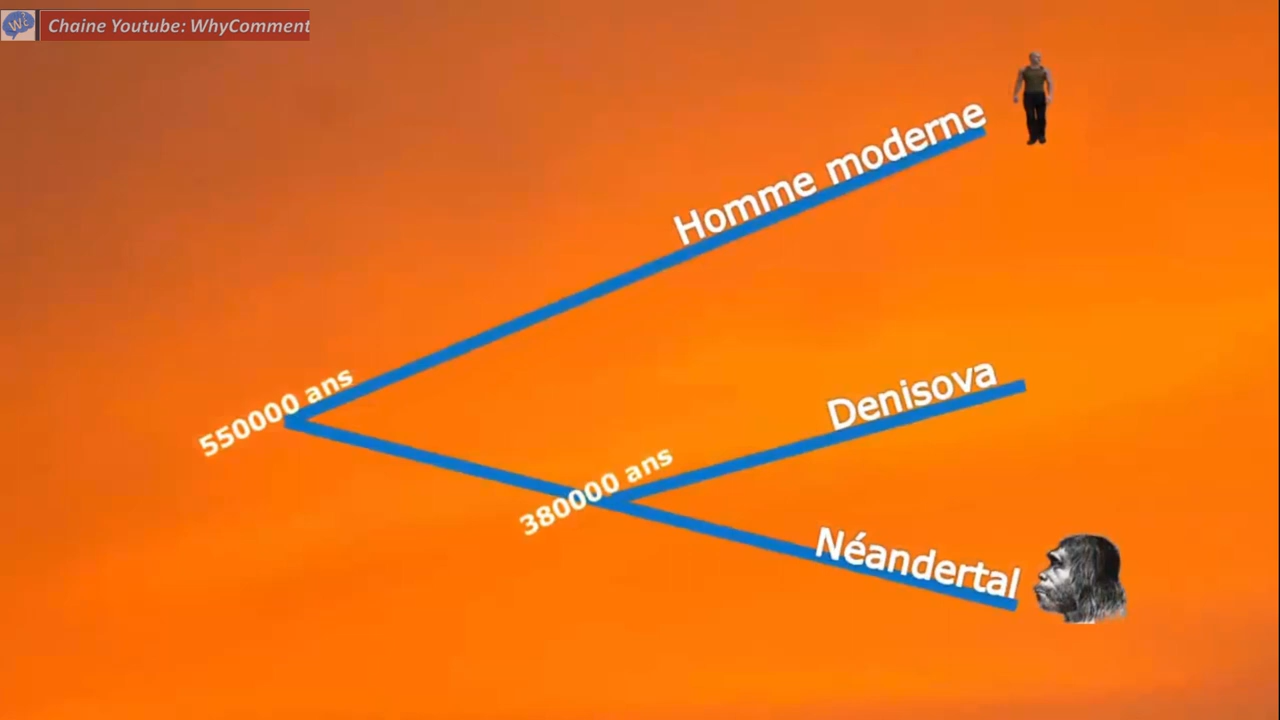 Chaine Youtube: WhyComment
Homme moderne
550000 ans
Denisova
380000 ans
Néandertal